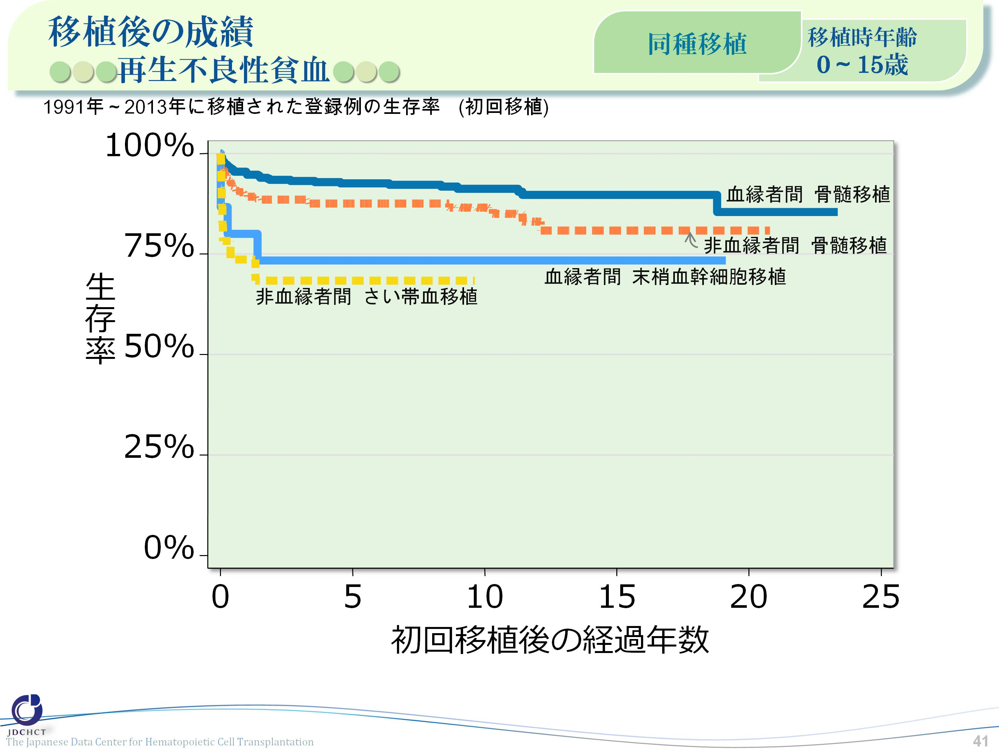 移植後の成績
再生不良性貧血
同種移植
移植時年齢
0~15歳
1991年~2013年に移植された登録例の生存率 (初回移植)
100%
75%
50%
25%
0%
生存率
血縁者間 骨髄移植
非血縁者間 骨髄移植
血縁者間 末梢血幹細胞移植
非血縁者間 さい帯血移植
0 5 10 15 20 25
初回移植後の経過年数
JDCHCT
The Japanese Data Center for Hematopoietic Cell Transplantation
41